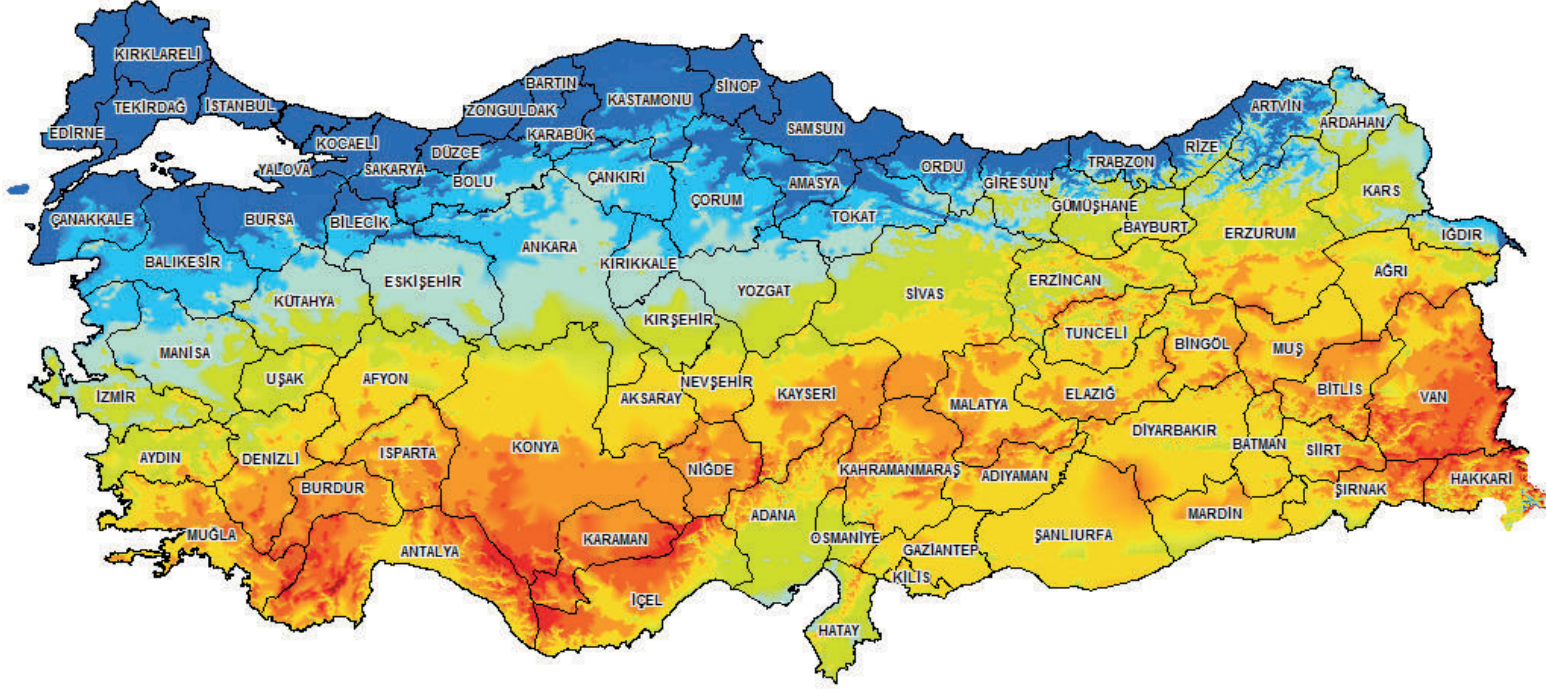 KIRKLARELİ
TEKİRDAĞ
İSTANBUL
EDİRNE
KOCAELİ
YALOVA
SAKARYA
DÜZCE
ZONGULDAK
BARTIN
KARABÜK
KASTAMONU
SİNOP
SAMSUN
BOLU
ÇANKIRI
ÇORUM
AMASYA
TOKAT
ORDU
GİRESUN
TRABZON
RİZE
ARTVİN
ARDAHAN
KARS
GÜMÜŞHANE
BAYBURT
ERZURUM
IĞDIR
AĞRI
ÇANAKKALE
BURSA
BİLECİK
BALIKESİR
KÜTAHYA
ESKİŞEHİR
ANKARA
KIRIKKALE
YOZGAT
KIRŞEHİR
SİVAS
ERZİNCAN
TUNCELİ
BİNGÖL
MUŞ
BİTLİS
VAN
MANİSA
İZMİR
UŞAK
AFYON
AKSARAY
NEVŞEHİR
KAYSERİ
MALATYA
ELAZIĞ
DİYARBAKIR
BATMAN
SİİRT
AYDIN
DENİZLİ
ISPARTA
BURDUR
KONYA
NİĞDE
KAHRAMANMARAŞ
ADIYAMAN
ŞIRNAK
HAKKARİ
MUĞLA
ANTALYA
KARAMAN
İÇEL
ADANA
OSMANİYE
GAZİANTEP
KİLİS
ŞANLIURFA
MARDİN
HATAY